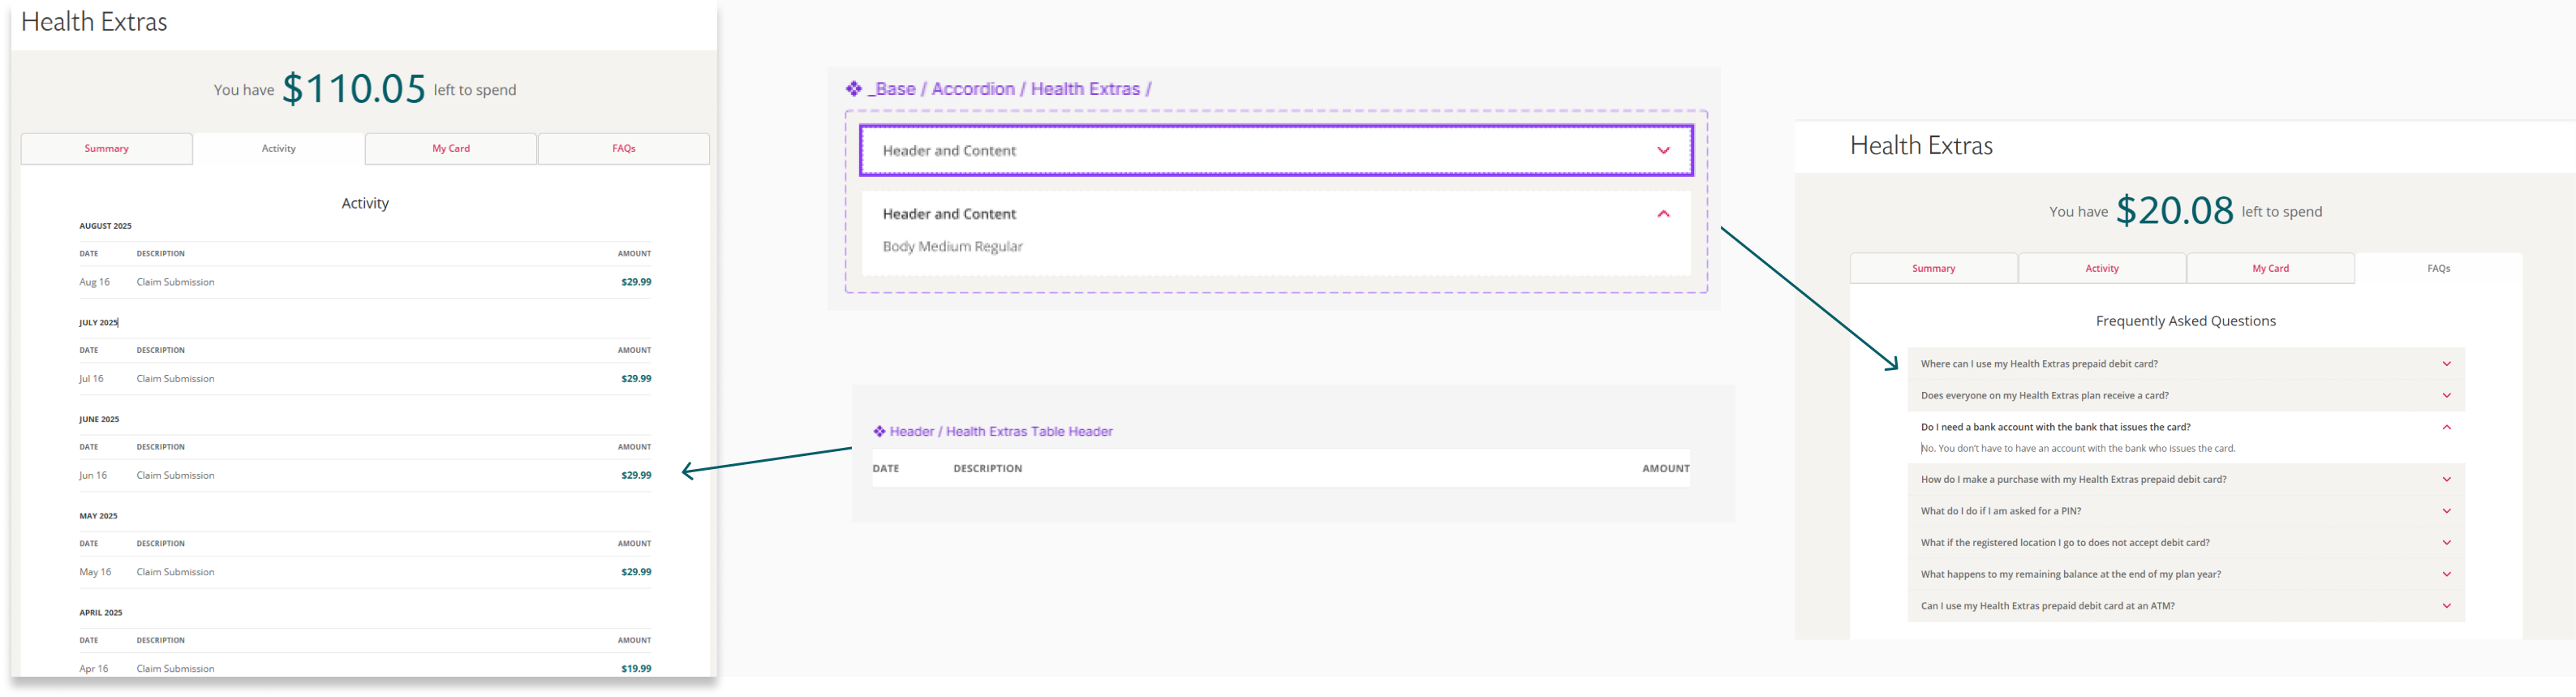 Health Extras
You have $110.05 left to spend
Summary Activity My Card FAQs
Activity
AUGUST 2025
DATE DESCRIPTION AMOUNT
Aug 16 Claim Submission $29.99
JULY 2025
DATE DESCRIPTION AMOUNT
Jul 16 Claim Submission $29.99
JUNE 2025
DATE DESCRIPTION AMOUNT
Jun 16 Claim Submission $29.99
MAY 2025
DATE DESCRIPTION AMOUNT
May 16 Claim Submission $29.99
APRIL 2025
DATE DESCRIPTION AMOUNT
Apr 16 Claim Submission $19.99
_Base / Accordion / Health Extras /
Header and Content
Header and Content
Body Medium Regular
Header / Health Extras Table Header
DATE DESCRIPTION AMOUNT
Health Extras
You have $20.08 left to spend
Summary Activity My Card FAQs
Frequently Asked Questions
Where can I use my Health Extras prepaid debit card?
Does everyone on my Health Extras plan receive a card?
Do I need a bank account with the bank that issues the card?
No. You don't have to have an account with the bank who issues the card.
How do I make a purchase with my Health Extras prepaid debit card?
What do I do if I am asked for a PIN?
What if the registered location I go to does not accept debit card?
What happens to my remaining balance at the end of my plan year?
Can I use my Health Extras prepaid debit card at an ATM?